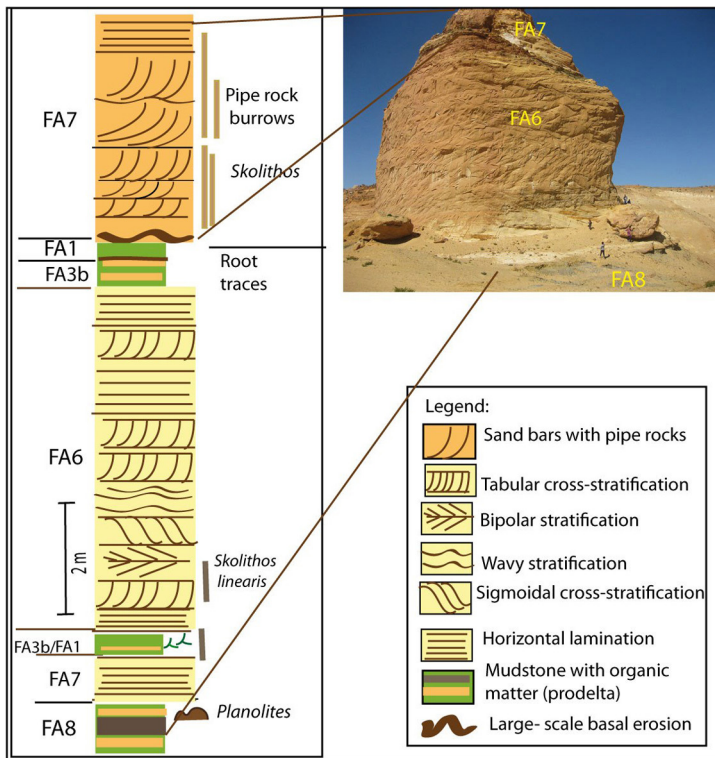 FA7
Pipe rock
burrows
Skolithos
FA1
FA3b
Root
traces
FA6
2 m
Skolithos
linearis
FA3b/FA1
FA7
FA8
Planolites
FA7
FA6
FA8
Legend:
Sand bars with pipe rocks
Tabular cross-stratification
Bipolar stratification
Wavy stratification
Sigmoidal cross-stratification
Horizontal lamination
Mudstone with organic
matter (prodelta)
Large- scale basal erosion